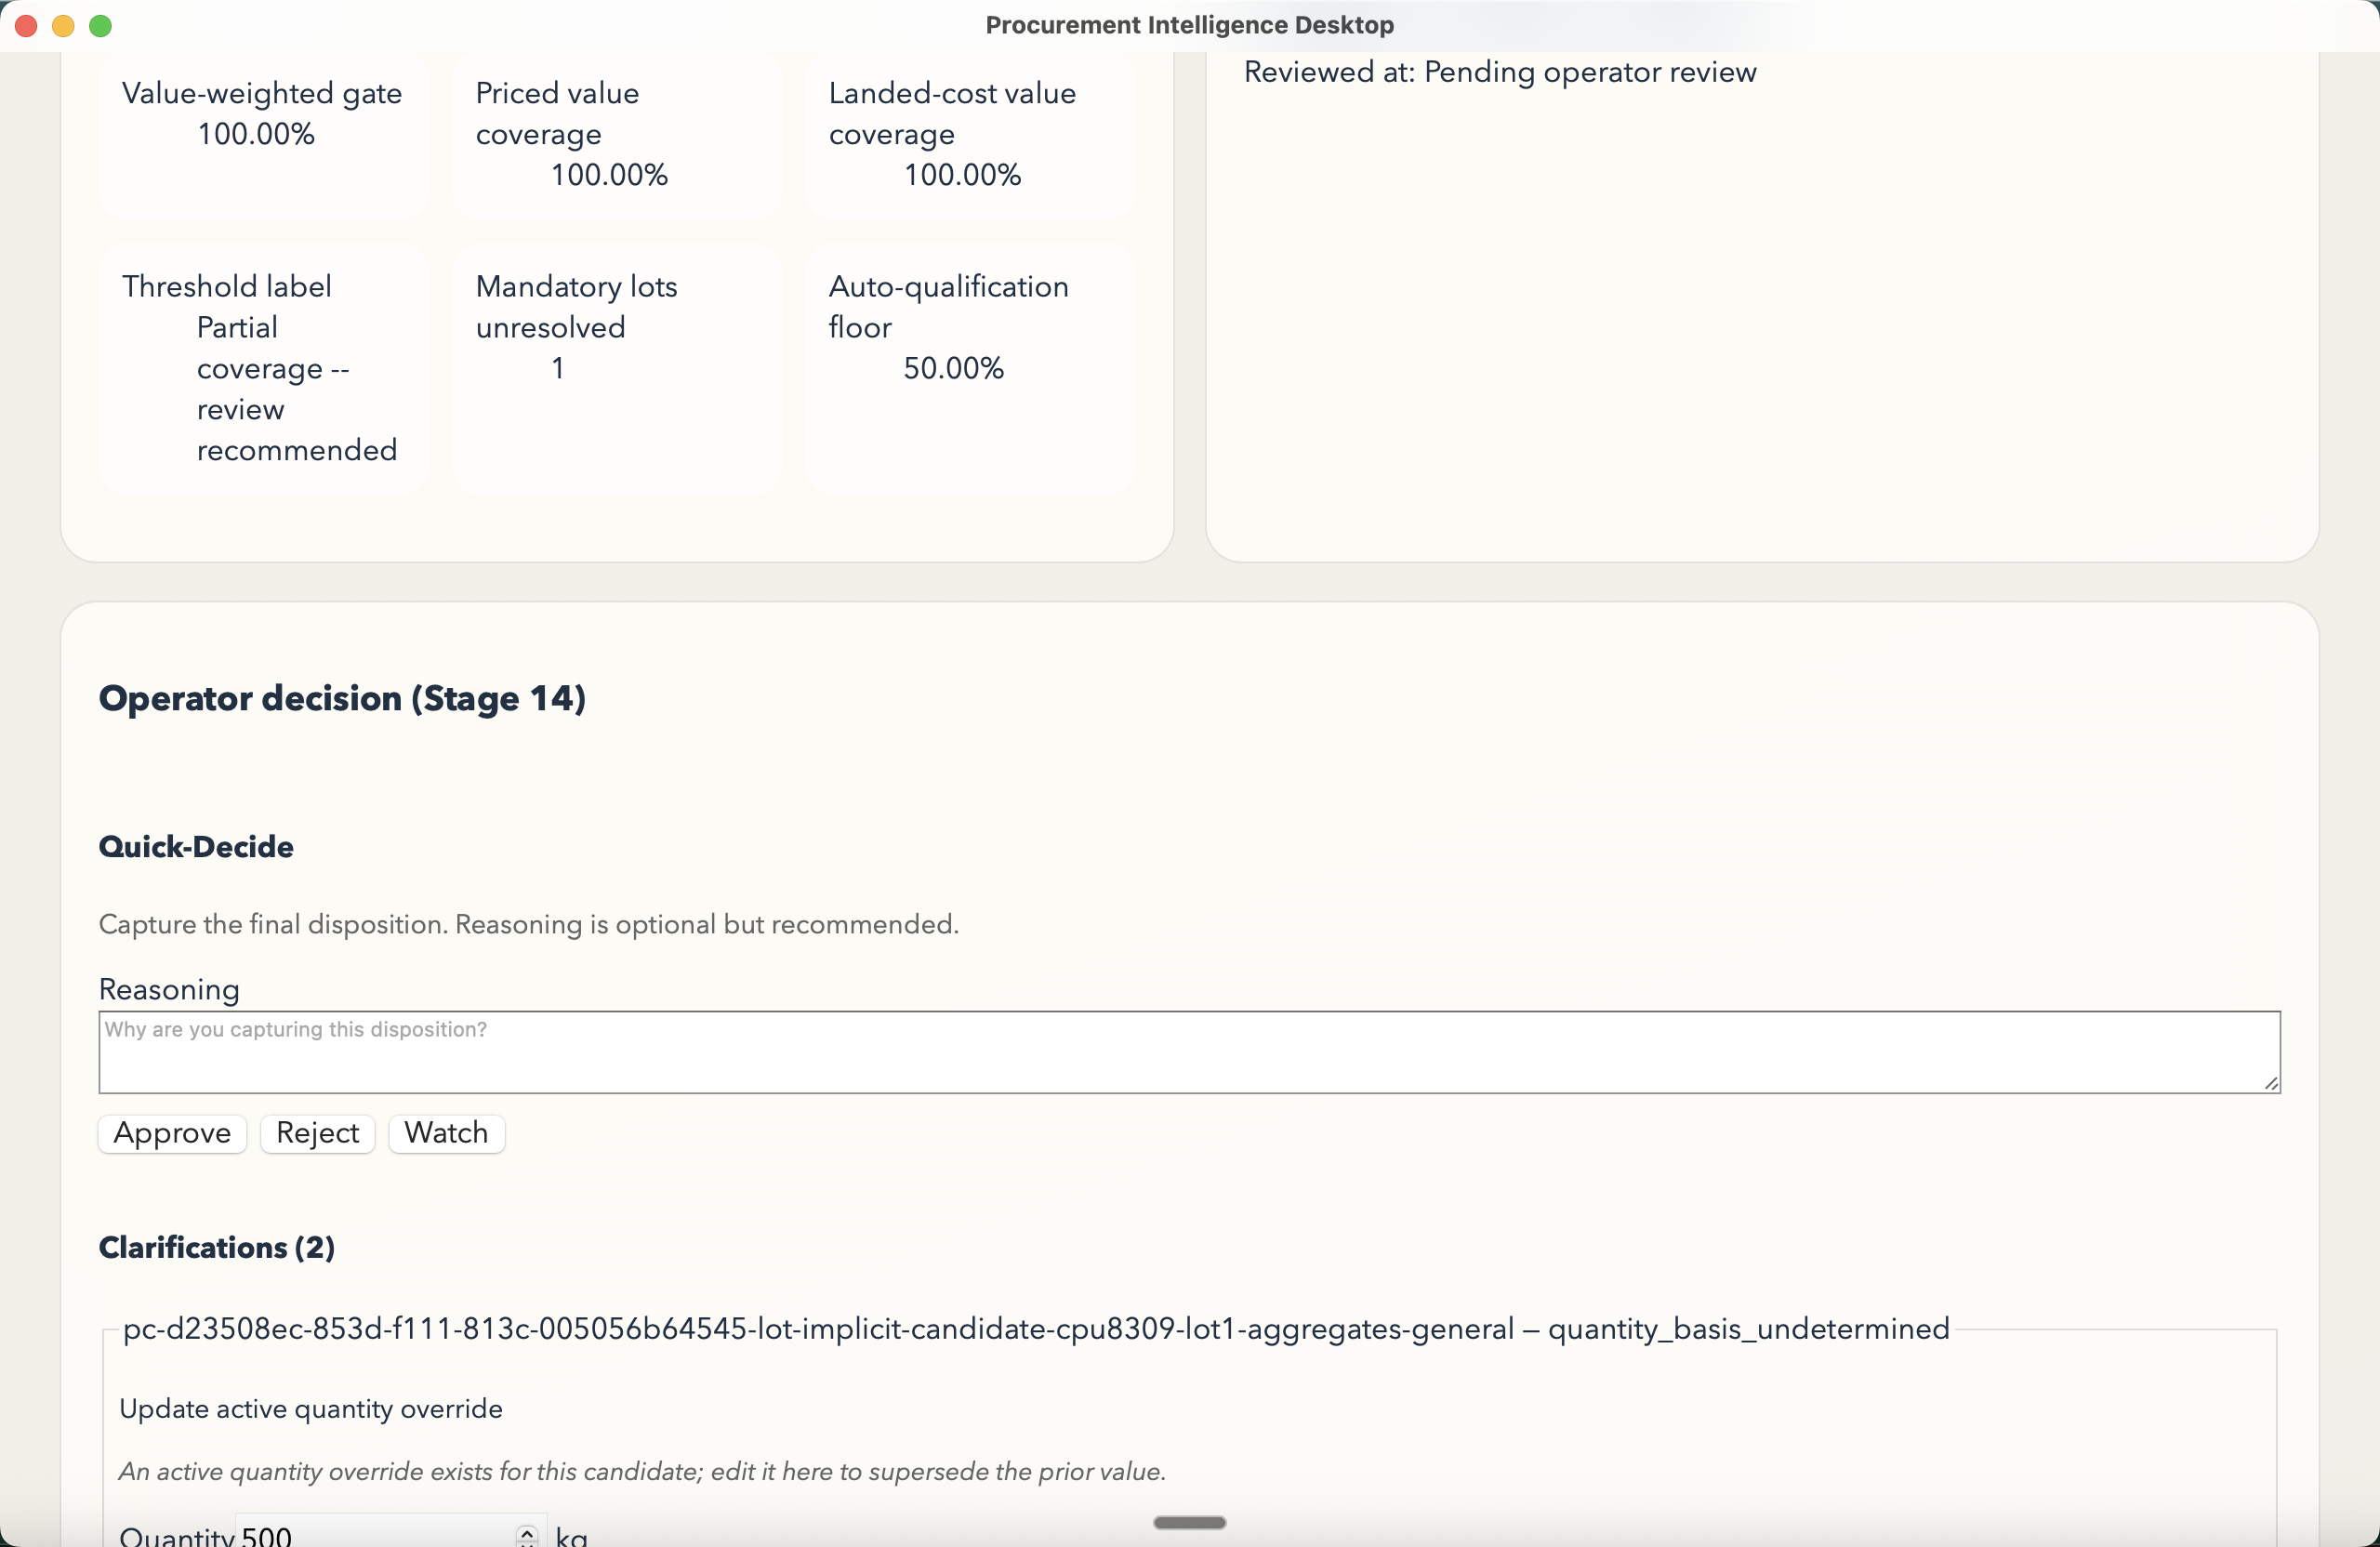 Procurement Intelligence Desktop
Value-weighted gate
100.00%
Priced value
coverage
100.00%
Landed-cost value
coverage
100.00%
Reviewed at: Pending operator review
Threshold label
Partial
coverage --
review
recommended
Mandatory lots
unresolved
1
Auto-qualification
floor
50.00%
Operator decision (Stage 14)
Quick-Decide
Capture the final disposition. Reasoning is optional but recommended.
Reasoning
Why are you capturing this disposition?
Approve Reject Watch
Clarifications (2)
pc-d23508ec-853d-f111-813c-005056b64545-lot-implicit-candidate-cpu8309-lot1-aggregates-general – quantity_basis_undetermined
Update active quantity override
An active quantity override exists for this candidate; edit it here to supersede the prior value.
Quantity 500 kg